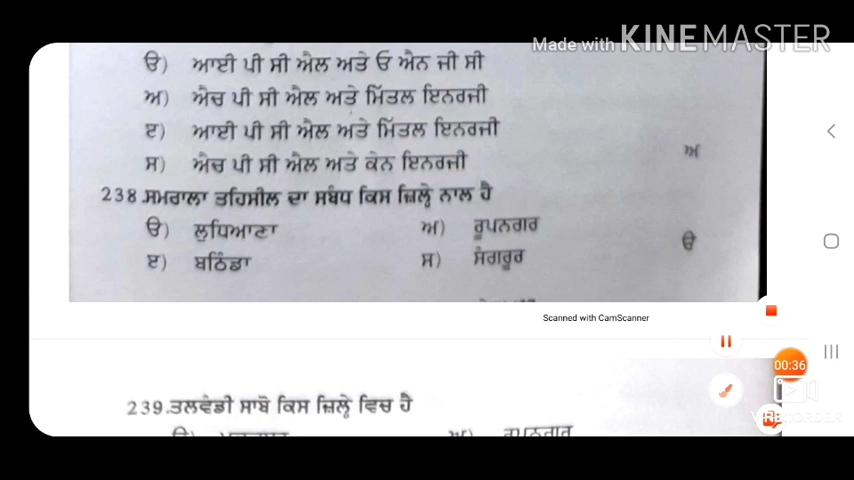 Made with KINEMASTER
ੳ) ਆਈ ਪੀ ਸੀ ਐਲ ਅਤੇ ਓ ਐਨ ਜੀ ਸੀ
ਅ) ਐਚ ਪੀ ਸੀ ਐਲ ਅਤੇ ਮਿੱਤਲ ਇਨਰਜੀ
ੲ) ਆਈ ਪੀ ਸੀ ਐਲ ਅਤੇ ਮਿੱਤਲ ਇਨਰਜੀ
ਸ) ਐਚ ਪੀ ਸੀ ਐਲ ਅਤੇ ਕੇਨ ਇਨਰਜੀ ਅ
238.ਸਮਰਾਲਾ ਤਹਿਸੀਲ ਦਾ ਸਬੰਧ ਕਿਸ ਜ਼ਿਲ੍ਹੇ ਨਾਲ ਹੈ
ੳ) ਲੁਧਿਆਣਾ ਅ) ਰੂਪਨਗਰ ੳ
ੲ) ਬਠਿੰਡਾ ਸ) ਸੰਗਰੂਰ
Scanned with CamScanner
00:36
VIRECORDER
239.ਤਲਵੰਡੀ ਸਾਬੋ ਕਿਸ ਜ਼ਿਲ੍ਹੇ ਵਿਚ ਹੈ